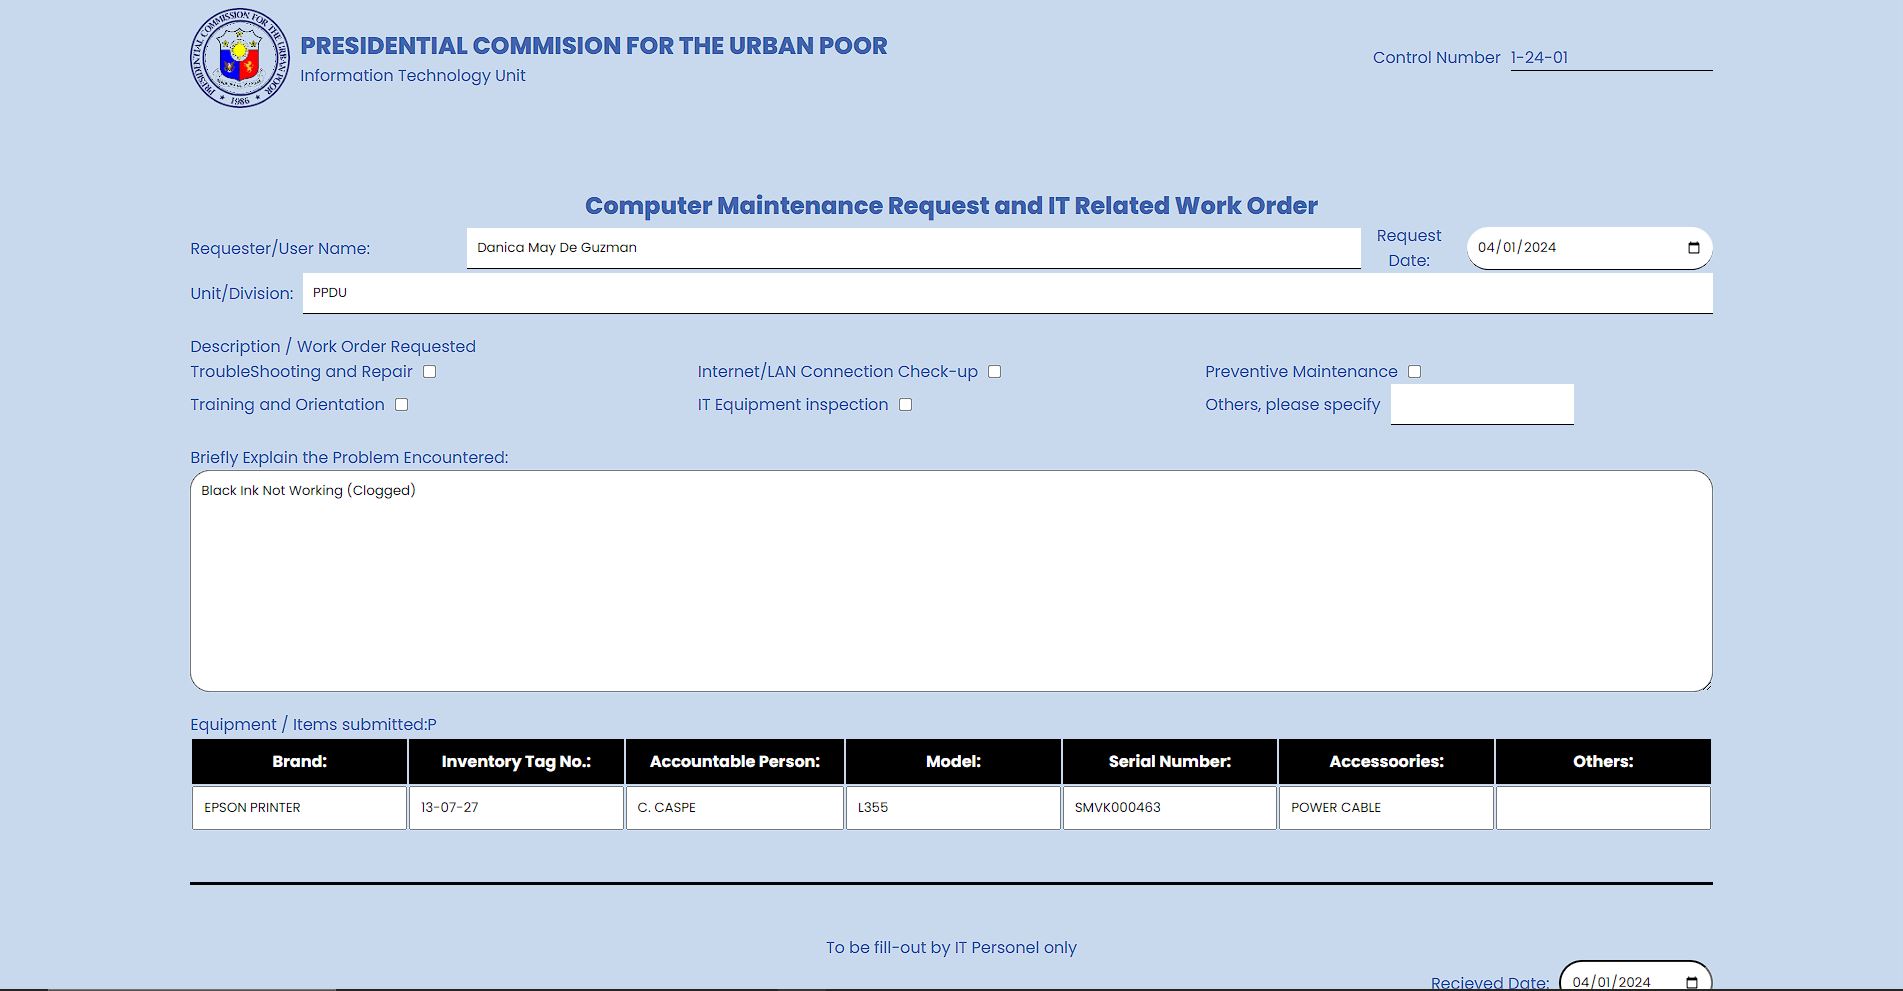 PRESIDENTIAL COMMISSION FOR THE URBAN POOR
1986
PRESIDENTIAL COMMISION FOR THE URBAN POOR
Information Technology Unit
Control Number 1-24-01
Computer Maintenance Request and IT Related Work Order
Requester/User Name: Danica May De Guzman Request Date: 04/01/2024
Unit/Division: PPDU
Description / Work Order Requested
TroubleShooting and Repair Internet/LAN Connection Check-up Preventive Maintenance
Training and Orientation IT Equipment inspection Others, please specify
Briefly Explain the Problem Encountered:
Black Ink Not Working (Clogged)
Equipment / Items submitted:P
Brand: Inventory Tag No.: Accountable Person: Model: Serial Number: Accessoories: Others:
EPSON PRINTER 13-07-27 C. CASPE L355 SMVK000463 POWER CABLE
To be fill-out by IT Personel only
Recieved Date: 04/01/2024